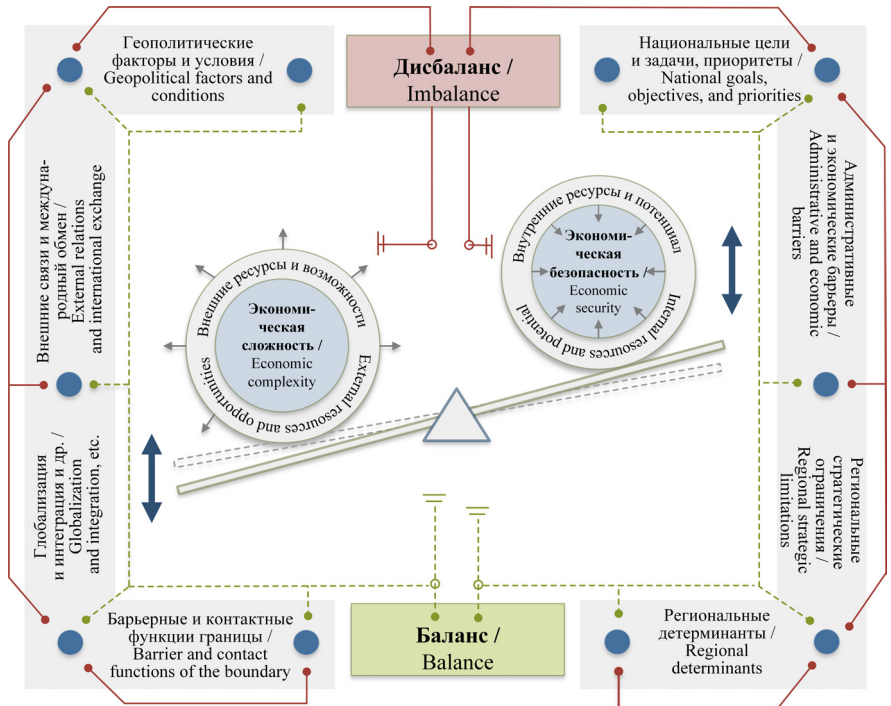 Геополитические
факторы и условия /
Geopolitical factors and
conditions
Дисбаланс /
Imbalance
Национальные цели
и задачи, приоритеты /
National goals,
objectives, and priorities
Внешние связи и междуна-
родный обмен /
External relations
and international exchange
Глобализация
и интеграция и др. /
Globalization
and integration, etc.
Внешние ресурсы и возможности
External resources and opportunities
Экономи-
ческая
сложность /
Economic
complexity
Внутренние ресурсы и потенциал
Internal resources and potential
Экономи-
ческая
безопасность /
Economic
security
Административные
и экономические барьеры /
Administrative and economic
barriers
Региональные
стратегические
ограничения /
Regional strategic
limitations
Барьерные и контактные
функции границы /
Barrier and contact
functions of the boundary
Баланс /
Balance
Региональные
детерминанты /
Regional
determinants